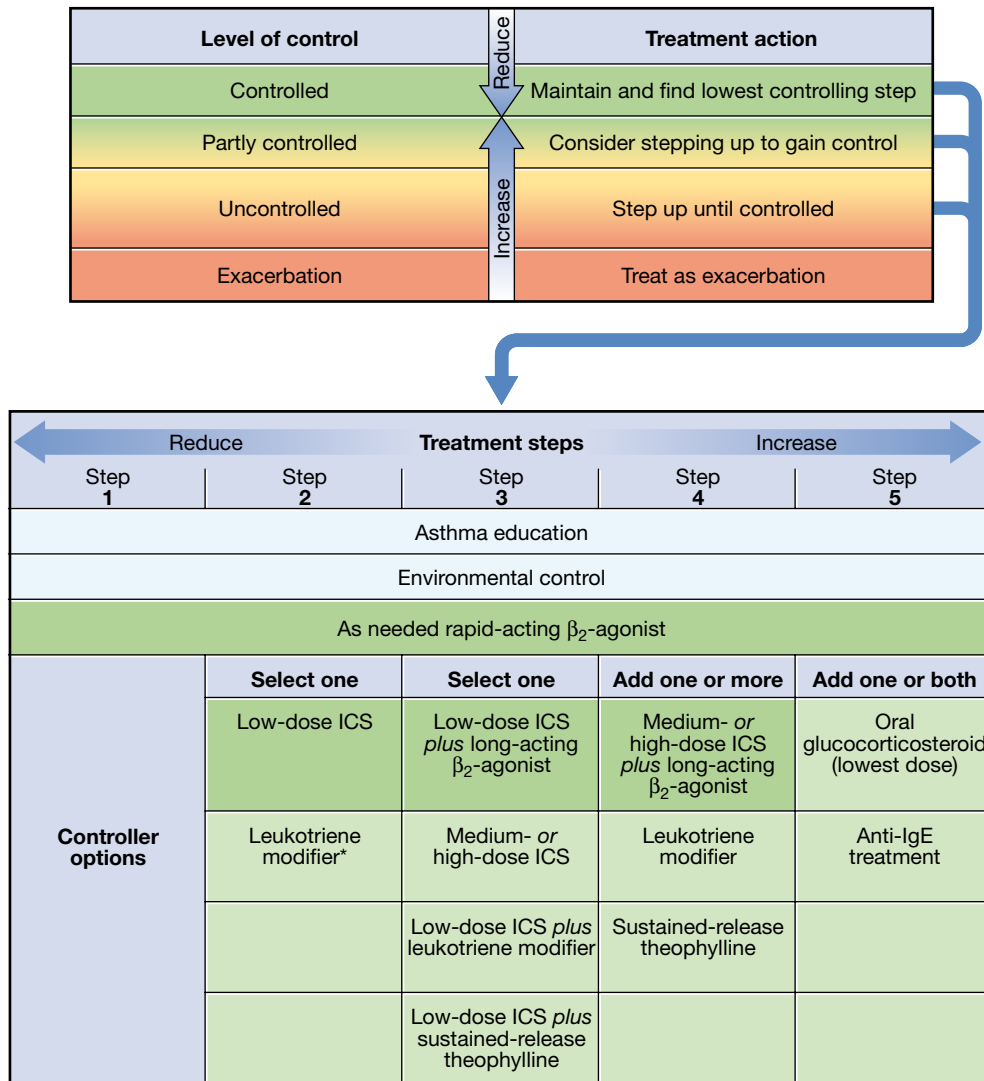 Level of control
Treatment action
Reduce
Controlled
Maintain and find lowest controlling step
Partly controlled
Consider stepping up to gain control
Increase
Uncontrolled
Step up until controlled
Exacerbation
Treat as exacerbation
Reduce
Treatment steps
Increase
Step
1
Step
2
Step
3
Step
4
Step
5
Asthma education
Environmental control
As needed rapid-acting β₂-agonist
Controller
options
Select one
Select one
Add one or more
Add one or both
Low-dose ICS
Low-dose ICS
plus long-acting
β₂-agonist
Medium- or
high-dose ICS
plus long-acting
β₂-agonist
Oral
glucocorticosteroid
(lowest dose)
Leukotriene
modifier*
Medium- or
high-dose ICS
Leukotriene
modifier
Anti-IgE
treatment
Low-dose ICS plus
leukotriene modifier
Sustained-release
theophylline
Low-dose ICS plus
sustained-release
theophylline